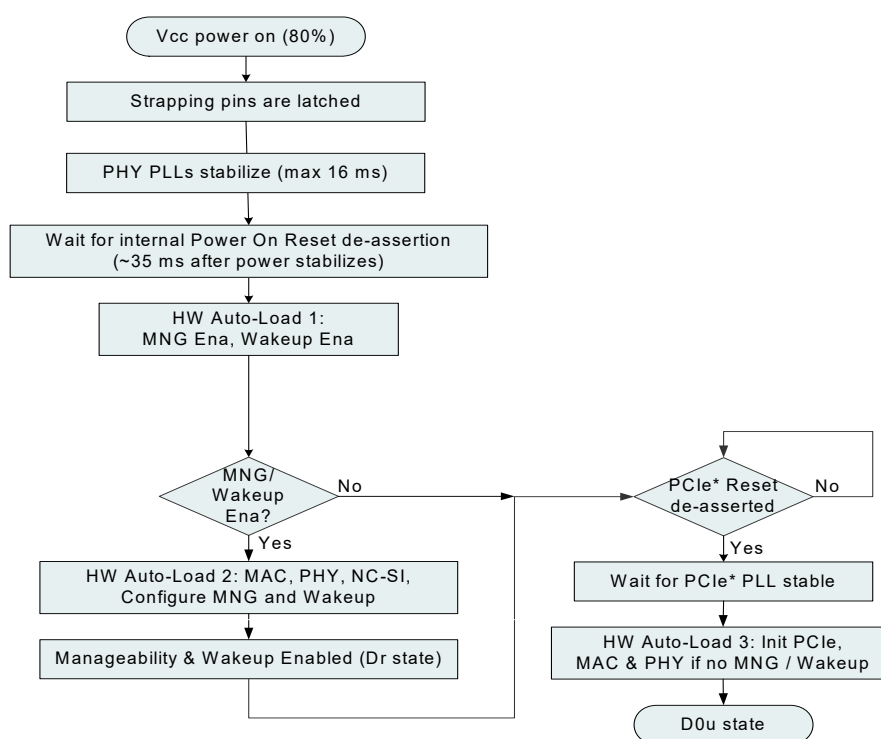 Vcc power on (80%)
Strapping pins are latched
PHY PLLs stabilize (max 16 ms)
Wait for internal Power On Reset de-assertion
(~35 ms after power stabilizes)
HW Auto-Load 1:
MNG Ena, Wakeup Ena
MNG/
Wakeup
Ena?
No
Yes
HW Auto-Load 2: MAC, PHY, NC-SI,
Configure MNG and Wakeup
Manageability & Wakeup Enabled (Dr state)
PCIe* Reset
de-asserted
No
Yes
Wait for PCIe* PLL stable
HW Auto-Load 3: Init PCIe,
MAC & PHY if no MNG / Wakeup
D0u state